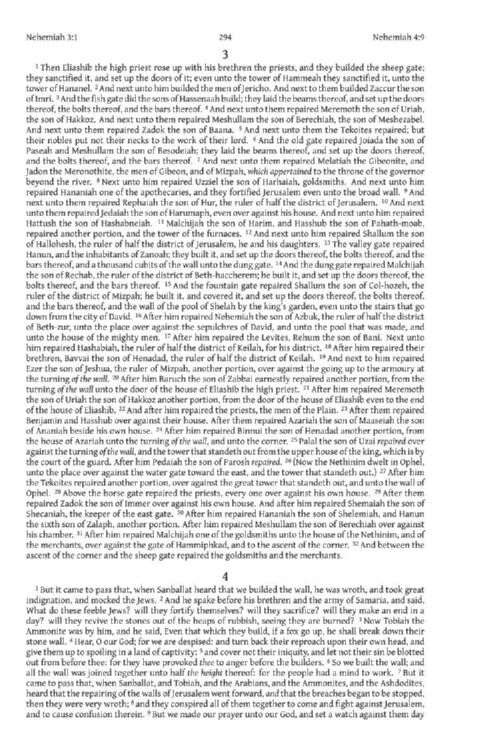 Nehemiah 3:1 294 Nehemiah 4:9
3
1 Then Eliashib the high priest rose up with his brethren the priests, and they builded the sheep gate;
they sanctified it, and set up the doors of it; even unto the tower of Hammeah they sanctified it, unto the
tower of Hananel. 2 And next unto him builded the men of Jericho. And next to them builded Zaccur the son
of Imri. 3 And the fish gate did the sons of Hassenaah build; they laid the beams thereof, and set up the doors
thereof, the bolts thereof, and the bars thereof. 4 And next unto them repaired Meremoth the son of Uriah,
the son of Hakkoz. And next unto them repaired Meshullam the son of Berechiah, the son of Meshezabel.
And next unto them repaired Zadok the son of Baana. 5 And next unto them the Tekoites repaired; but
their nobles put not their necks to the work of their lord. 6 And the old gate repaired Joiada the son of
Paseah and Meshullam the son of Besodeiah; they laid the beams thereof, and set up the doors thereof,
and the bolts thereof, and the bars thereof. 7 And next unto them repaired Melatiah the Gibeonite, and
Jadon the Meronothite, the men of Gibeon, and of Mizpah, which appertained to the throne of the governor
beyond the river. 8 Next unto him repaired Uzziel the son of Harhaiah, goldsmiths. And next unto him
repaired Hananiah one of the apothecaries, and they fortified Jerusalem even unto the broad wall. 9 And
next unto them repaired Rephaiah the son of Hur, the ruler of half the district of Jerusalem. 10 And next
unto them repaired Jedaiah the son of Harumaph, even over against his house. And next unto him repaired
Hattush the son of Hashabneiah. 11 Malchijah the son of Harim, and Hasshub the son of Pahath-moab,
repaired another portion, and the tower of the furnaces. 12 And next unto him repaired Shallum the son
of Hallohesh, the ruler of half the district of Jerusalem, he and his daughters. 13 The valley gate repaired
Hanun, and the inhabitants of Zanoah; they built it, and set up the doors thereof, the bolts thereof, and the
bars thereof, and a thousand cubits of the wall unto the dung gate. 14 And the dung gate repaired Malchijah
the son of Rechab, the ruler of the district of Beth-haccherem; he built it, and set up the doors thereof, the
bolts thereof, and the bars thereof. 15 And the fountain gate repaired Shallum the son of Col-hozeh, the
ruler of the district of Mizpah; he built it, and covered it, and set up the doors thereof, the bolts thereof,
and the bars thereof, and the wall of the pool of Shelah by the king's garden, even unto the stairs that go
down from the city of David. 16 After him repaired Nehemiah the son of Azbuk, the ruler of half the district
of Beth-zur, unto the place over against the sepulchres of David, and unto the pool that was made, and
unto the house of the mighty men. 17 After him repaired the Levites, Rehum the son of Bani. Next unto
him repaired Hashabiah, the ruler of half the district of Keilah, for his district. 18 After him repaired their
brethren, Bavvai the son of Henadad, the ruler of half the district of Keilah. 19 And next to him repaired
Ezer the son of Jeshua, the ruler of Mizpah, another portion, over against the going up to the armoury at
the turning of the wall. 20 After him Baruch the son of Zabbai earnestly repaired another portion, from the
turning of the wall unto the door of the house of Eliashib the high priest. 21 After him repaired Meremoth
the son of Uriah the son of Hakkoz another portion, from the door of the house of Eliashib even to the end
of the house of Eliashib. 22 And after him repaired the priests, the men of the Plain. 23 After them repaired
Benjamin and Hasshub over against their house. After them repaired Azariah the son of Maaseiah the son
of Ananiah beside his own house. 24 After him repaired Binnui the son of Henadad another portion, from
the house of Azariah unto the turning of the wall, and unto the corner. 25 Palal the son of Uzai repaired over
against the turning of the wall, and the tower that standeth out from the upper house of the king, which is by
the court of the guard. After him Pedaiah the son of Parosh repaired. 26 (Now the Nethinim dwelt in Ophel,
unto the place over against the water gate toward the east, and the tower that standeth out.) 27 After him
the Tekoites repaired another portion, over against the great tower that standeth out, and unto the wall of
Ophel. 28 Above the horse gate repaired the priests, every one over against his own house. 29 After them
repaired Zadok the son of Immer over against his own house. And after him repaired Shemaiah the son of
Shecaniah, the keeper of the east gate. 30 After him repaired Hananiah the son of Shelemiah, and Hanun
the sixth son of Zalaph, another portion. After him repaired Meshullam the son of Berechiah over against
his chamber. 31 After him repaired Malchijah one of the goldsmiths unto the house of the Nethinim, and of
the merchants, over against the gate of Hammiphkad, and to the ascent of the corner. 32 And between the
ascent of the corner and the sheep gate repaired the goldsmiths and the merchants.
4
1 But it came to pass that, when Sanballat heard that we builded the wall, he was wroth, and took great
indignation, and mocked the Jews. 2 And he spake before his brethren and the army of Samaria, and said,
What do these feeble Jews? will they fortify themselves? will they sacrifice? will they make an end in a
day? will they revive the stones out of the heaps of rubbish, seeing they are burned? 3 Now Tobiah the
Ammonite was by him, and he said, Even that which they build, if a fox go up, he shall break down their
stone wall. 4 Hear, O our God; for we are despised: and turn back their reproach upon their own head, and
give them up to spoiling in a land of captivity: 5 and cover not their iniquity, and let not their sin be blotted
out from before thee: for they have provoked thee to anger before the builders. 6 So we built the wall; and
all the wall was joined together unto half the height thereof: for the people had a mind to work. 7 But it
came to pass that, when Sanballat, and Tobiah, and the Arabians, and the Ammonites, and the Ashdodites,
heard that the repairing of the walls of Jerusalem went forward, and that the breaches began to be stopped,
then they were very wroth; 8 and they conspired all of them together to come and fight against Jerusalem,
and to cause confusion therein. 9 But we made our prayer unto our God, and set a watch against them day